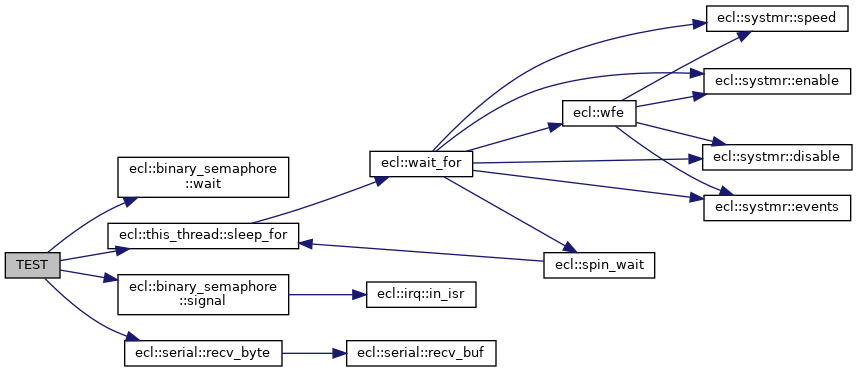 TEST
ecl::binary_semaphore
::wait
ecl::this_thread::sleep_for
ecl::binary_semaphore
::signal
ecl::serial::recv_byte
ecl::wait_for
ecl::irq::in_isr
ecl::serial::recv_buf
ecl::wfe
ecl::spin_wait
ecl::systmr::speed
ecl::systmr::enable
ecl::systmr::disable
ecl::systmr::events